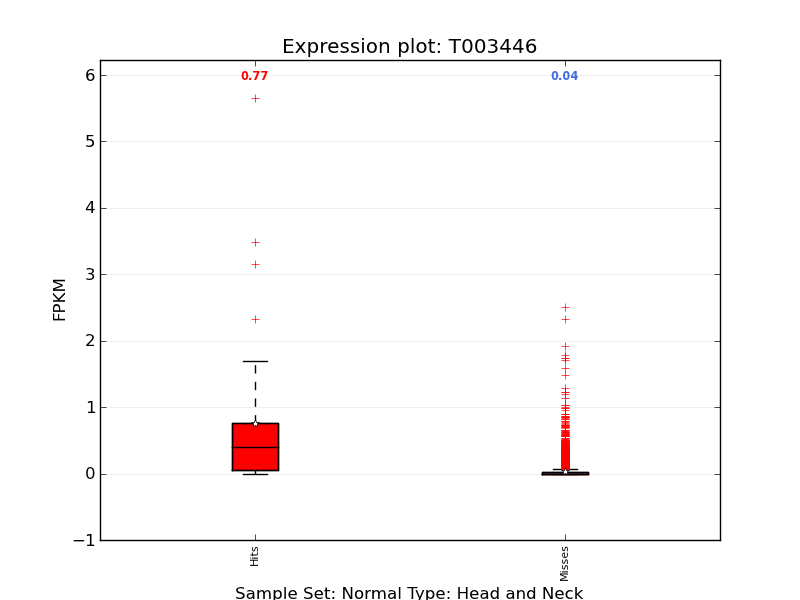 Expression plot: T003446
6
0.77
0.04
5
4
3
FPKM
2
1
0
−1
Hits
Misses
Sample Set: Normal Type: Head and Neck